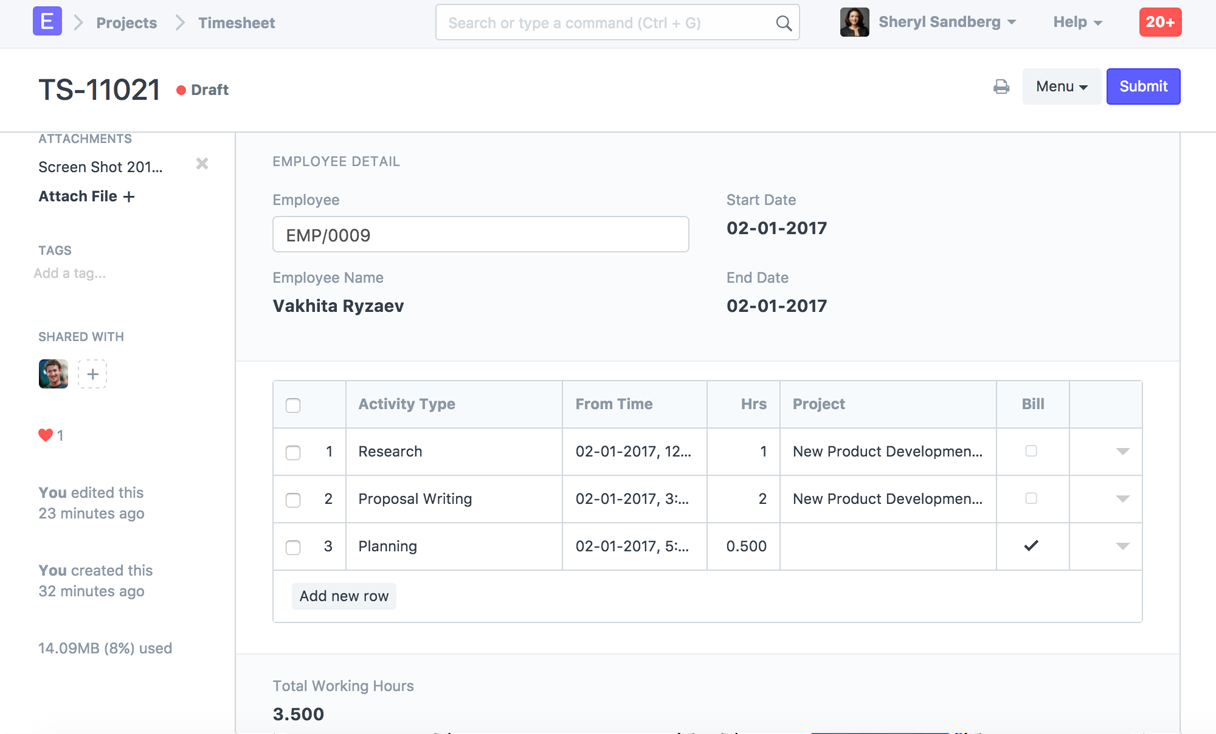 E Projects Timesheet Search or type a command (Ctrl + G) Sheryl Sandberg Help 20+
TS-11021 Draft Menu Submit
ATTACHMENTS
Screen Shot 201...
Attach File +
TAGS
Add a tag...
SHARED WITH
+
1
You edited this
23 minutes ago
You created this
32 minutes ago
14.09MB (8%) used
EMPLOYEE DETAIL
Employee
EMP/0009
Employee Name
Vakhita Ryzaev
Start Date
02-01-2017
End Date
02-01-2017
Activity Type From Time Hrs Project Bill
1 Research 02-01-2017, 12... 1 New Product Developmen...
2 Proposal Writing 02-01-2017, 3:... 2 New Product Developmen...
3 Planning 02-01-2017, 5:... 0.500
Add new row
Total Working Hours
3.500